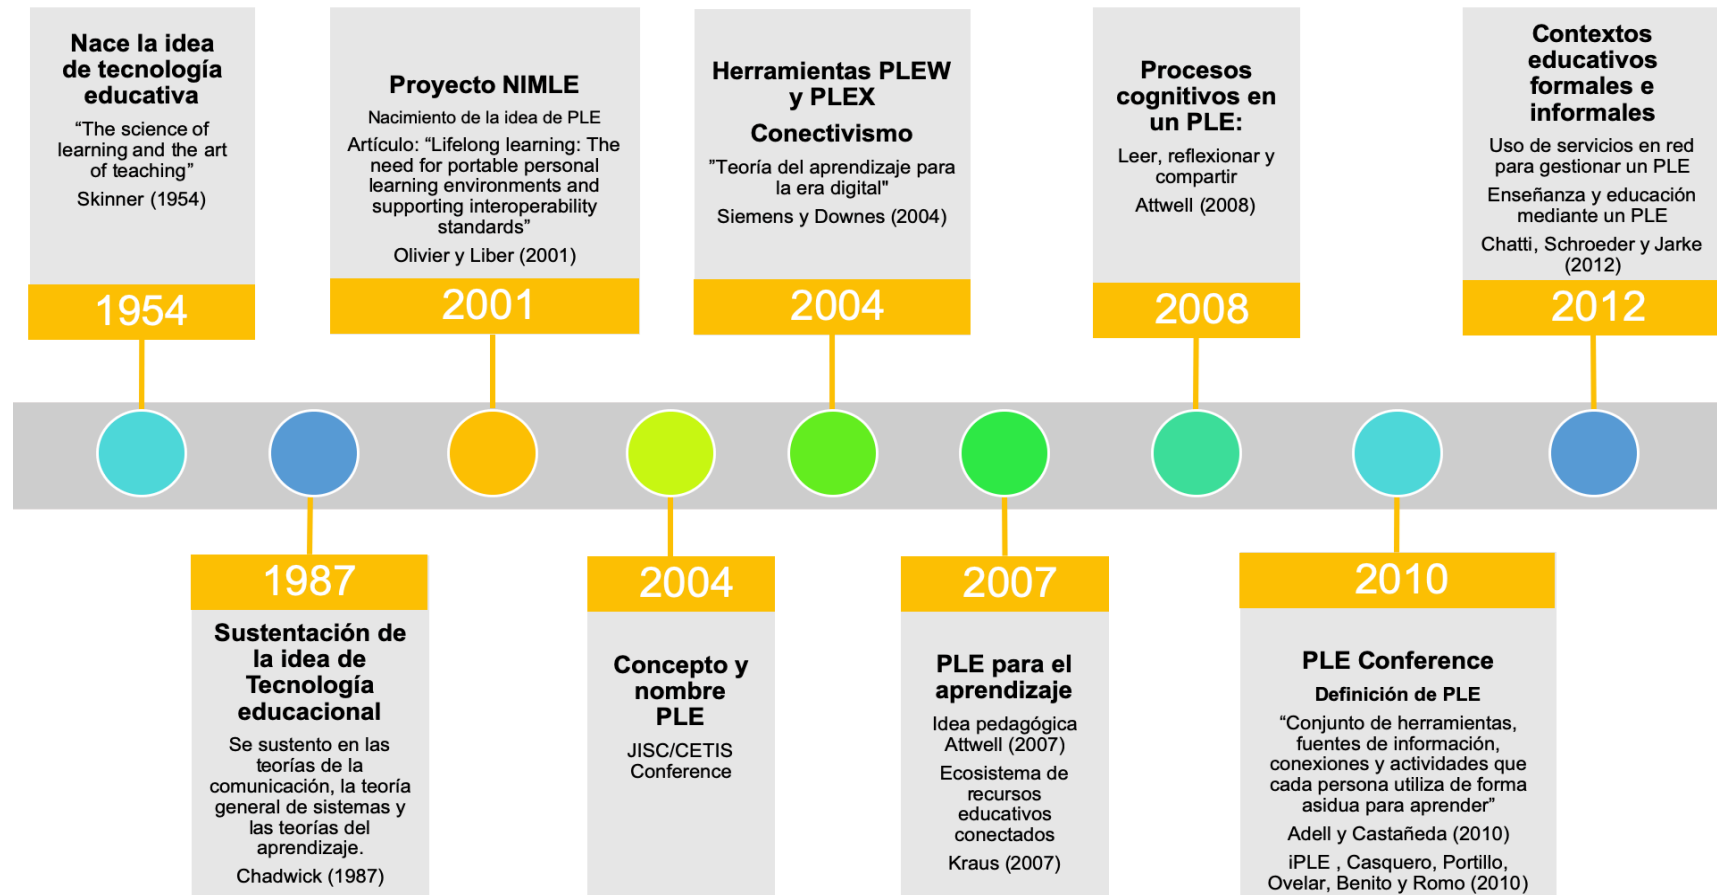 Nace la idea
de tecnología
educativa
“The science of
learning and the art
of teaching”
Skinner (1954)
1954
Proyecto NIMLE
Nacimiento de la idea de PLE
Artículo: “Lifelong learning: The
need for portable personal
learning environments and
supporting interoperability
standards”
Olivier y Liber (2001)
2001
Herramientas PLEW
y PLEX
Conectivismo
”Teoría del aprendizaje para
la era digital"
Siemens y Downes (2004)
2004
Procesos
cognitivos en
un PLE:
Leer, reflexionar y
compartir
Attwell (2008)
2008
Contextos
educativos
formales e
informales
Uso de servicios en red
para gestionar un PLE
Enseñanza y educación
mediante un PLE
Chatti, Schroeder y Jarke
(2012)
2012
1987
Sustentación de
la idea de
Tecnología
educacional
Se sustento en las
teorías de la
comunicación, la teoría
general de sistemas y
las teorías del
aprendizaje.
Chadwick (1987)
2004
Concepto y
nombre
PLE
JISC/CETIS
Conference
2007
PLE para el
aprendizaje
Idea pedagógica
Attwell (2007)
Ecosistema de
recursos
educativos
conectados
Kraus (2007)
2010
PLE Conference
Definición de PLE
“Conjunto de herramientas,
fuentes de información,
conexiones y actividades que
cada persona utiliza de forma
asidua para aprender”
Adell y Castañeda (2010)
iPLE , Casquero, Portillo,
Ovelar, Benito y Romo (2010)